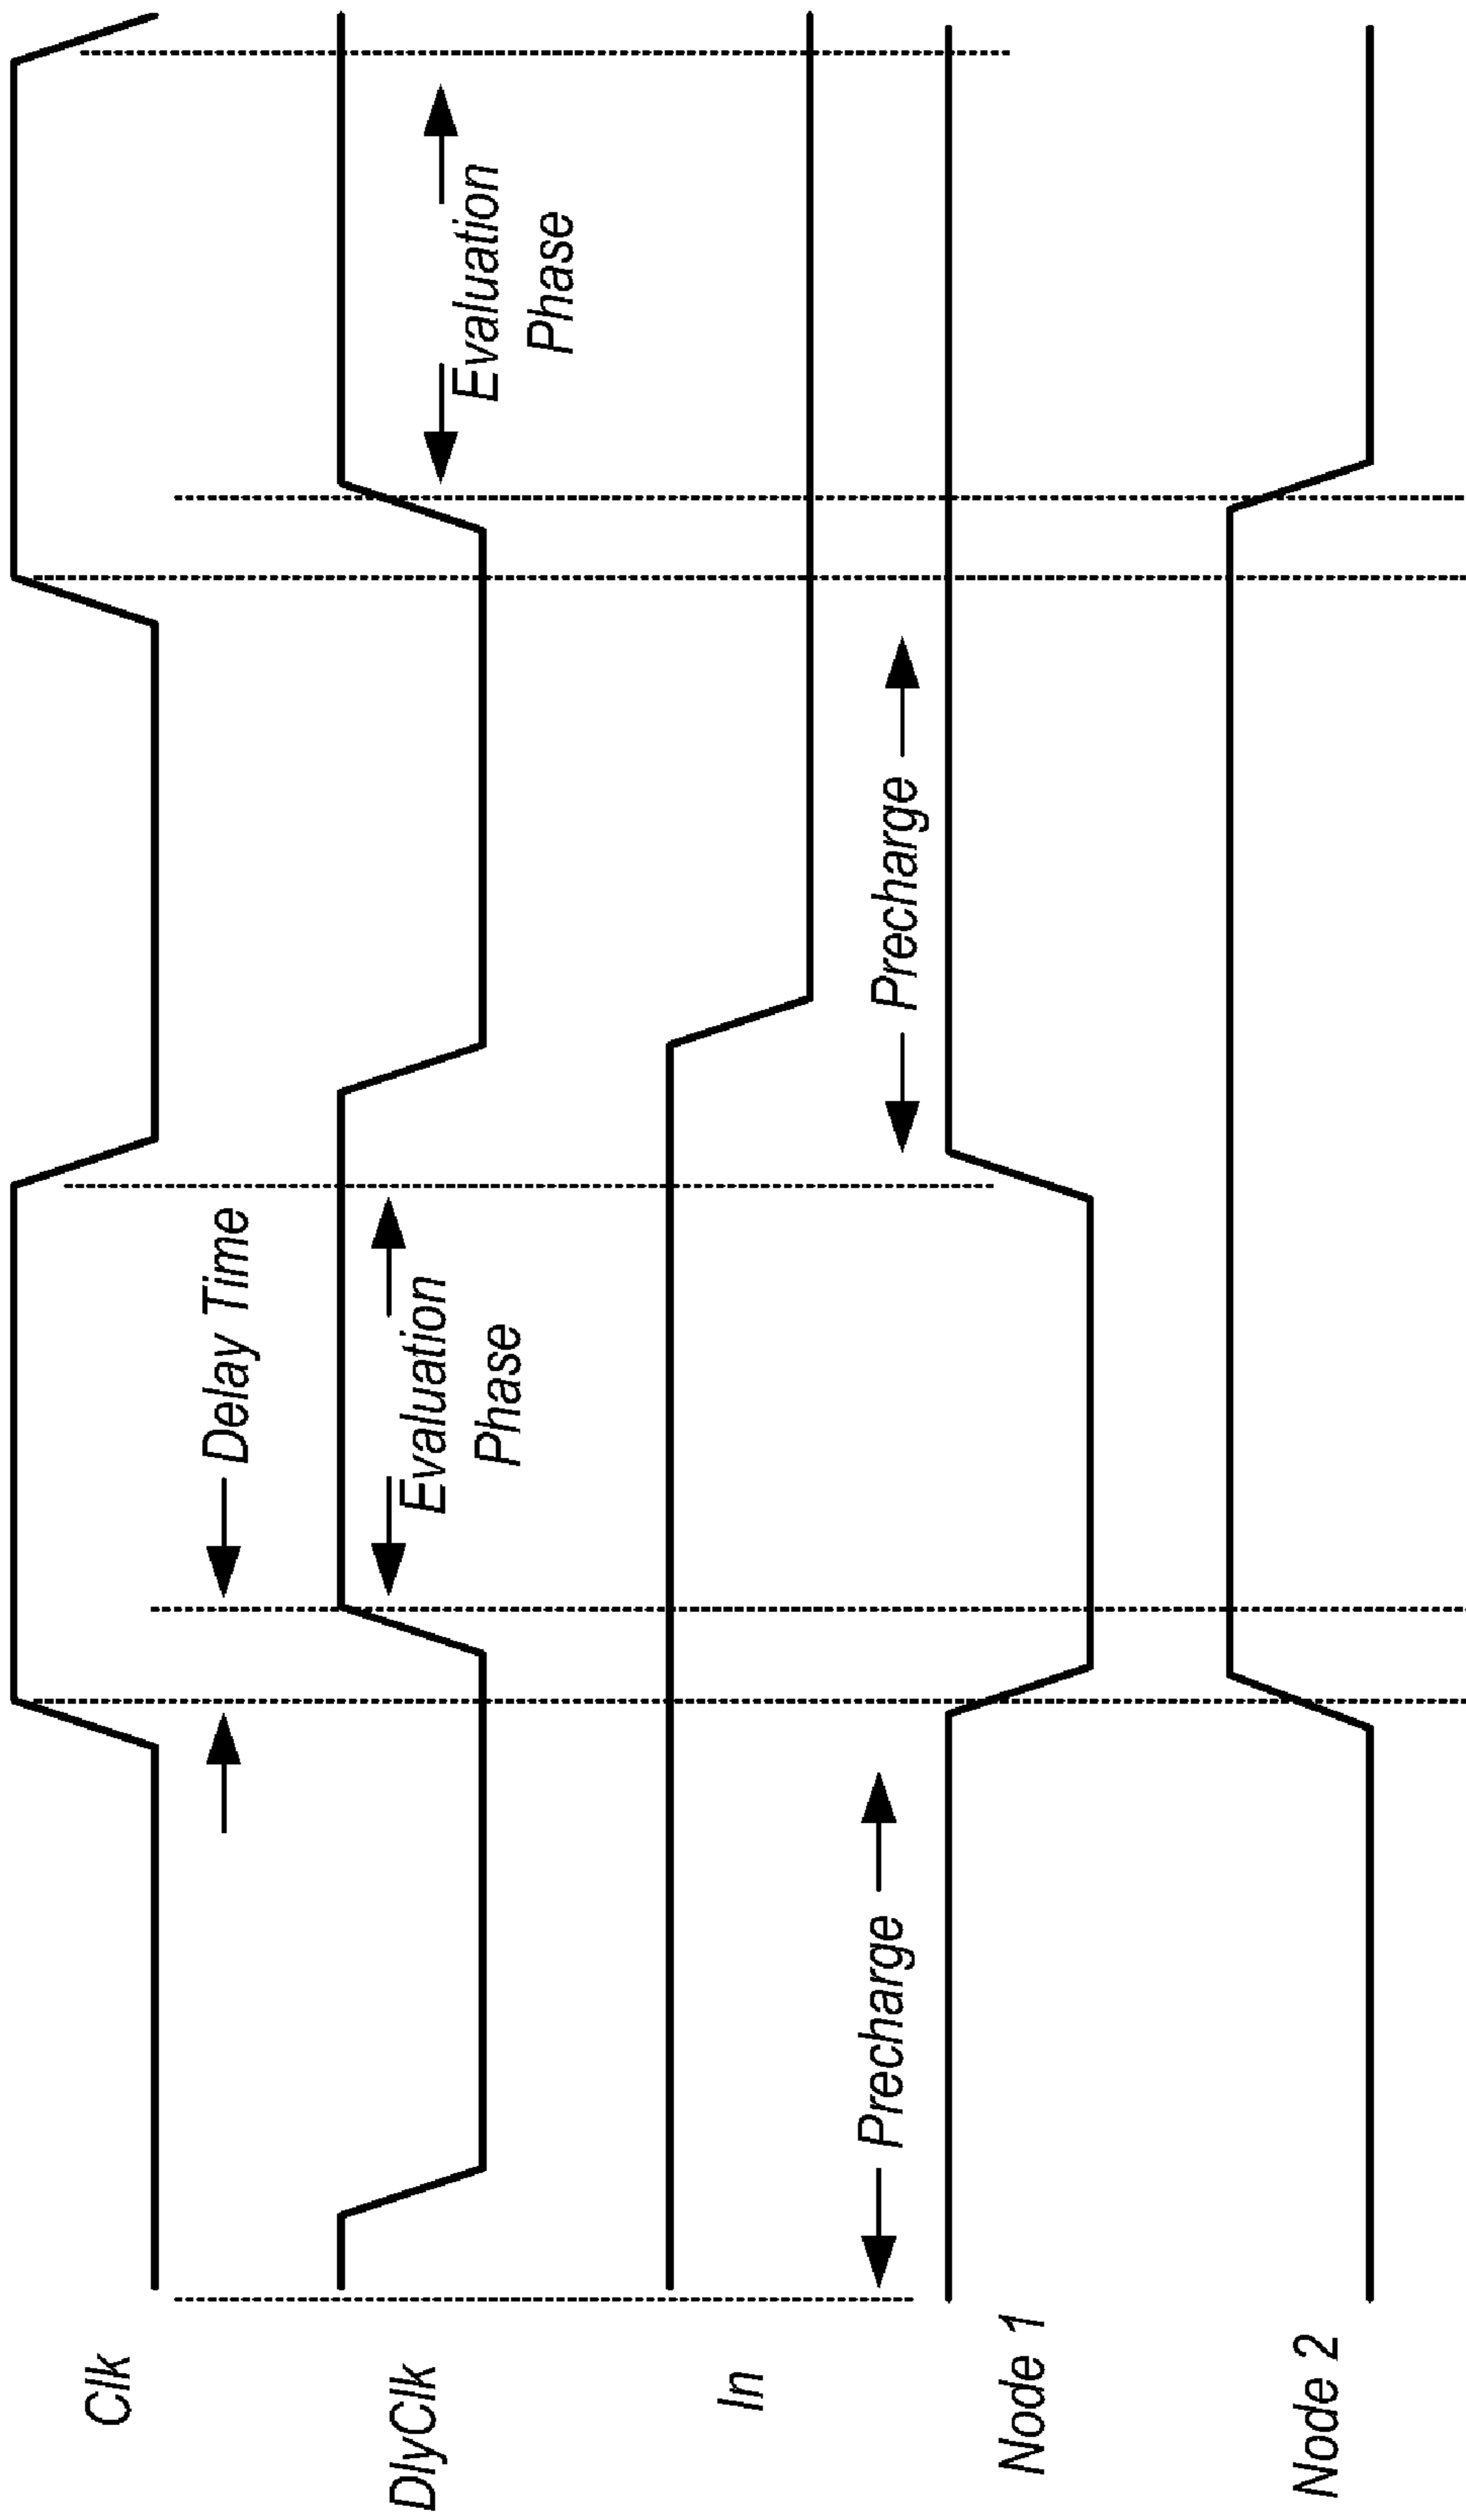 Clk
Delay Time
DlyClk
Evaluation
Phase
Evaluation
Phase
In
Precharge
Precharge
Node 1
Node 2